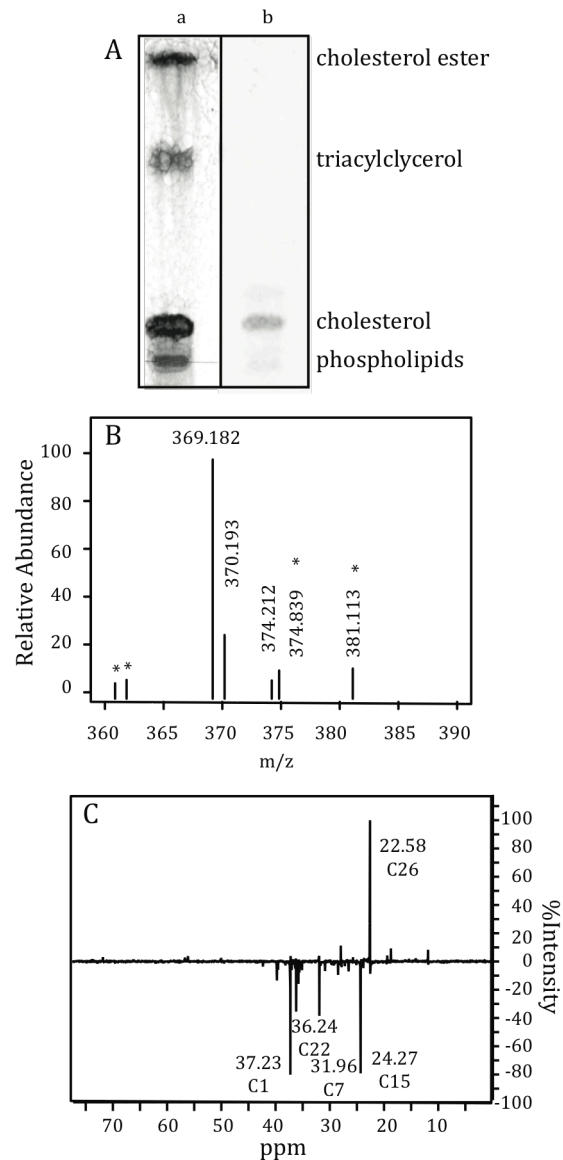 a b
A
cholesterol ester
triacylclycerol
cholesterol
phospholipids
B
369.182
370.193
374.212
374.839 *
381.113 *
* *
Relative Abundance
100
80
60
40
20
0
360 365 370 375 380 385 390
m/z
C
22.58
C26
36.24
C22
37.23
C1
31.96
C7
24.27
C15
100
80
60
40
20
0
-20
-40
-60
-80
-100
%Intensity
70 60 50 40 30 20 10
ppm